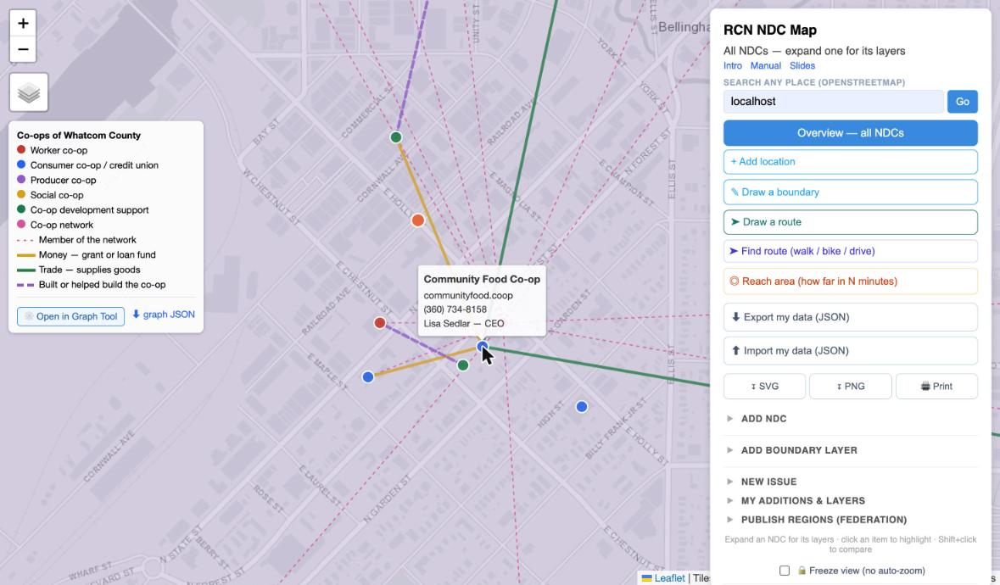 +
−
Co-ops of Whatcom County
Worker co-op
Consumer co-op / credit union
Producer co-op
Social co-op
Co-op development support
Co-op network
Member of the network
Money — grant or loan fund
Trade — supplies goods
Built or helped build the co-op
Open in Graph Tool
⬇ graph JSON
UNITY ST
ELLIS ST
Bellingha
YORK ST
YORK ST
COMMERCIAL ST
BAY ST
RAILROAD AVE
N FOREST ST
W CHESTNUT ST
CORNWALL AVE
E MAGNOLIA ST
E CHAMPION ST
ELLIS ST
E HOLLY
Community Food Co-op
communityfood.coop
(360) 734-8158
Lisa Sedlar — CEO
RAILROAD AVE
N GARDEN ST
E MAPLE ST
ELLIS ST
HIGH ST
BILLY FRANK JR ST
E HOLLY ST
CORNWALL AVE
E LAUREL ST
ROSE ST
N GARDEN ST
N STATE ST
E BERRY ST
E CHESTNUT ST
WHARF ST
Leaflet | Tiles
s
RCN NDC Map
All NDCs — expand one for its layers
Intro Manual Slides
SEARCH ANY PLACE (OPENSTREETMAP)
localhost
Go
Overview — all NDCs
+ Add location
✎ Draw a boundary
➤ Draw a route
➤ Find route (walk / bike / drive)
◎ Reach area (how far in N minutes)
⬇ Export my data (JSON)
⬆ Import my data (JSON)
↧ SVG
↧ PNG
🖨 Print
▶ ADD NDC
▶ ADD BOUNDARY LAYER
▶ NEW ISSUE
▶ MY ADDITIONS & LAYERS
▶ PUBLISH REGIONS (FEDERATION)
Expand an NDC for its layers · click an item to highlight · Shift+click
to compare
🔒 Freeze view (no auto-zoom)